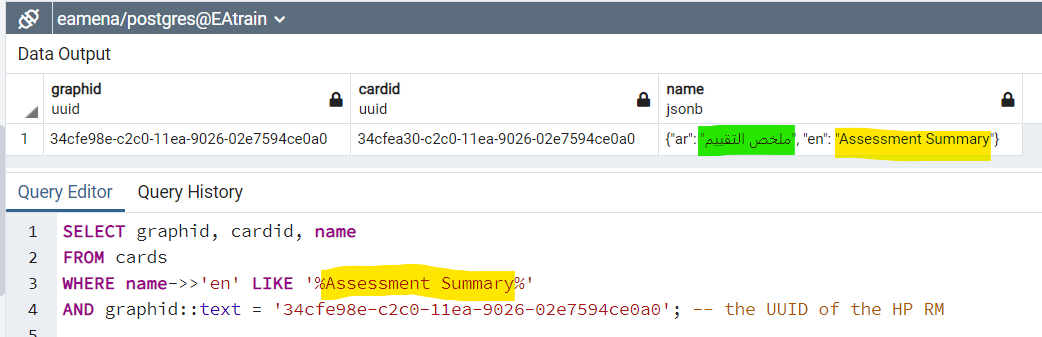 eamena/postgres@EAtrain
Data Output
graphid
uuid
cardid
uuid
name
jsonb
1 34cfe98e-c2c0-11ea-9026-02e7594ce0a0 34cfea30-c2c0-11ea-9026-02e7594ce0a0 {"ar": "ملخص التقييم", "en": "Assessment Summary"}
Query Editor Query History
1 SELECT graphid, cardid, name
2 FROM cards
3 WHERE name->>'en' LIKE '%Assessment Summary%'
4 AND graphid::text = '34cfe98e-c2c0-11ea-9026-02e7594ce0a0'; -- the UUID of the HP RM
5